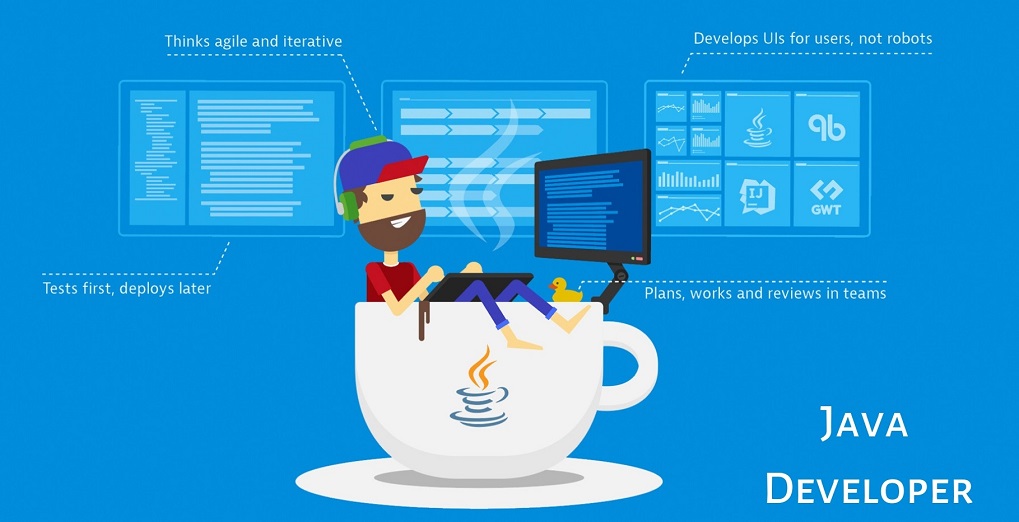 Thinks agile and iterative
Develops UIs for users, not robots
qb
IJ
GWT
Tests first, deploys later
Plans, works and reviews in teams
Java
Developer